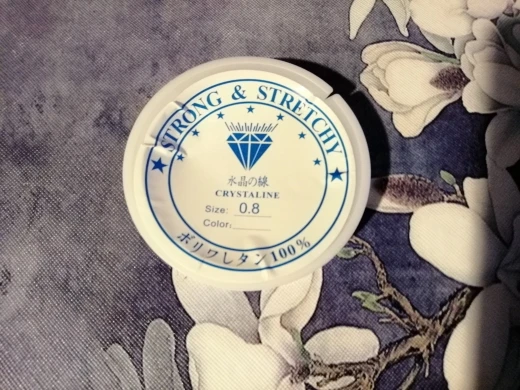 STRONG & STRETCHY
水晶の線
CRYSTALINE
Size: 0.8
Color:
ポリワレタン100%